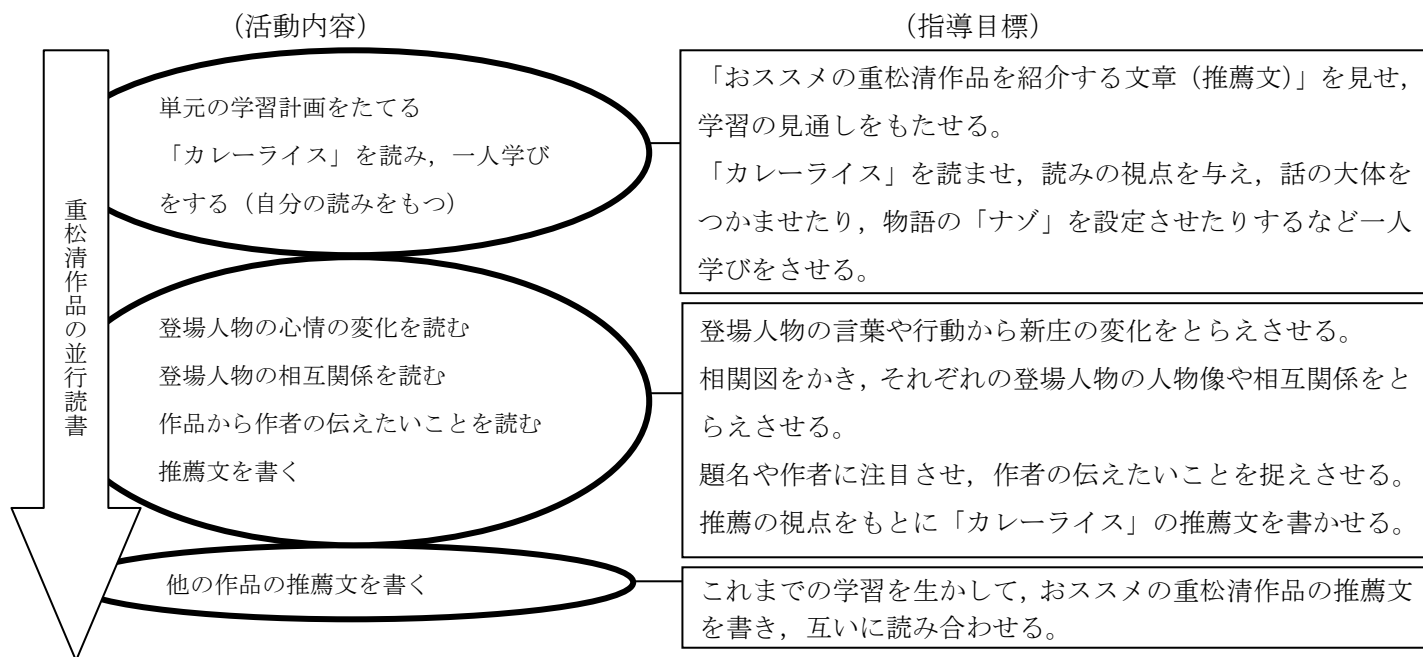 (活動内容)
(指導目標)
重松清作品の並行読書
単元の学習計画をたてる
「カレーライス」を読み，一人学び
をする（自分の読みをもつ）
「おススメの重松清作品を紹介する文章（推薦文）」を見せ，
学習の見通しをもたせる。
「カレーライス」を読ませ，読みの視点を与え，話の大体を
つかませたり，物語の「ナゾ」を設定させたりするなど一人
学びをさせる。
登場人物の心情の変化を読む
登場人物の相互関係を読む
作品から作者の伝えたいことを読む
推薦文を書く
登場人物の言葉や行動から新庄の変化をとらえさせる。
相関図をかき，それぞれの登場人物の人物像や相互関係をと
らえさせる。
題名や作者に注目させ，作者の伝えたいことを捉えさせる。
推薦の視点をもとに「カレーライス」の推薦文を書かせる。
他の作品の推薦文を書く
これまでの学習を生かして，おススメの重松清作品の推薦文
を書き，互いに読み合わせる。